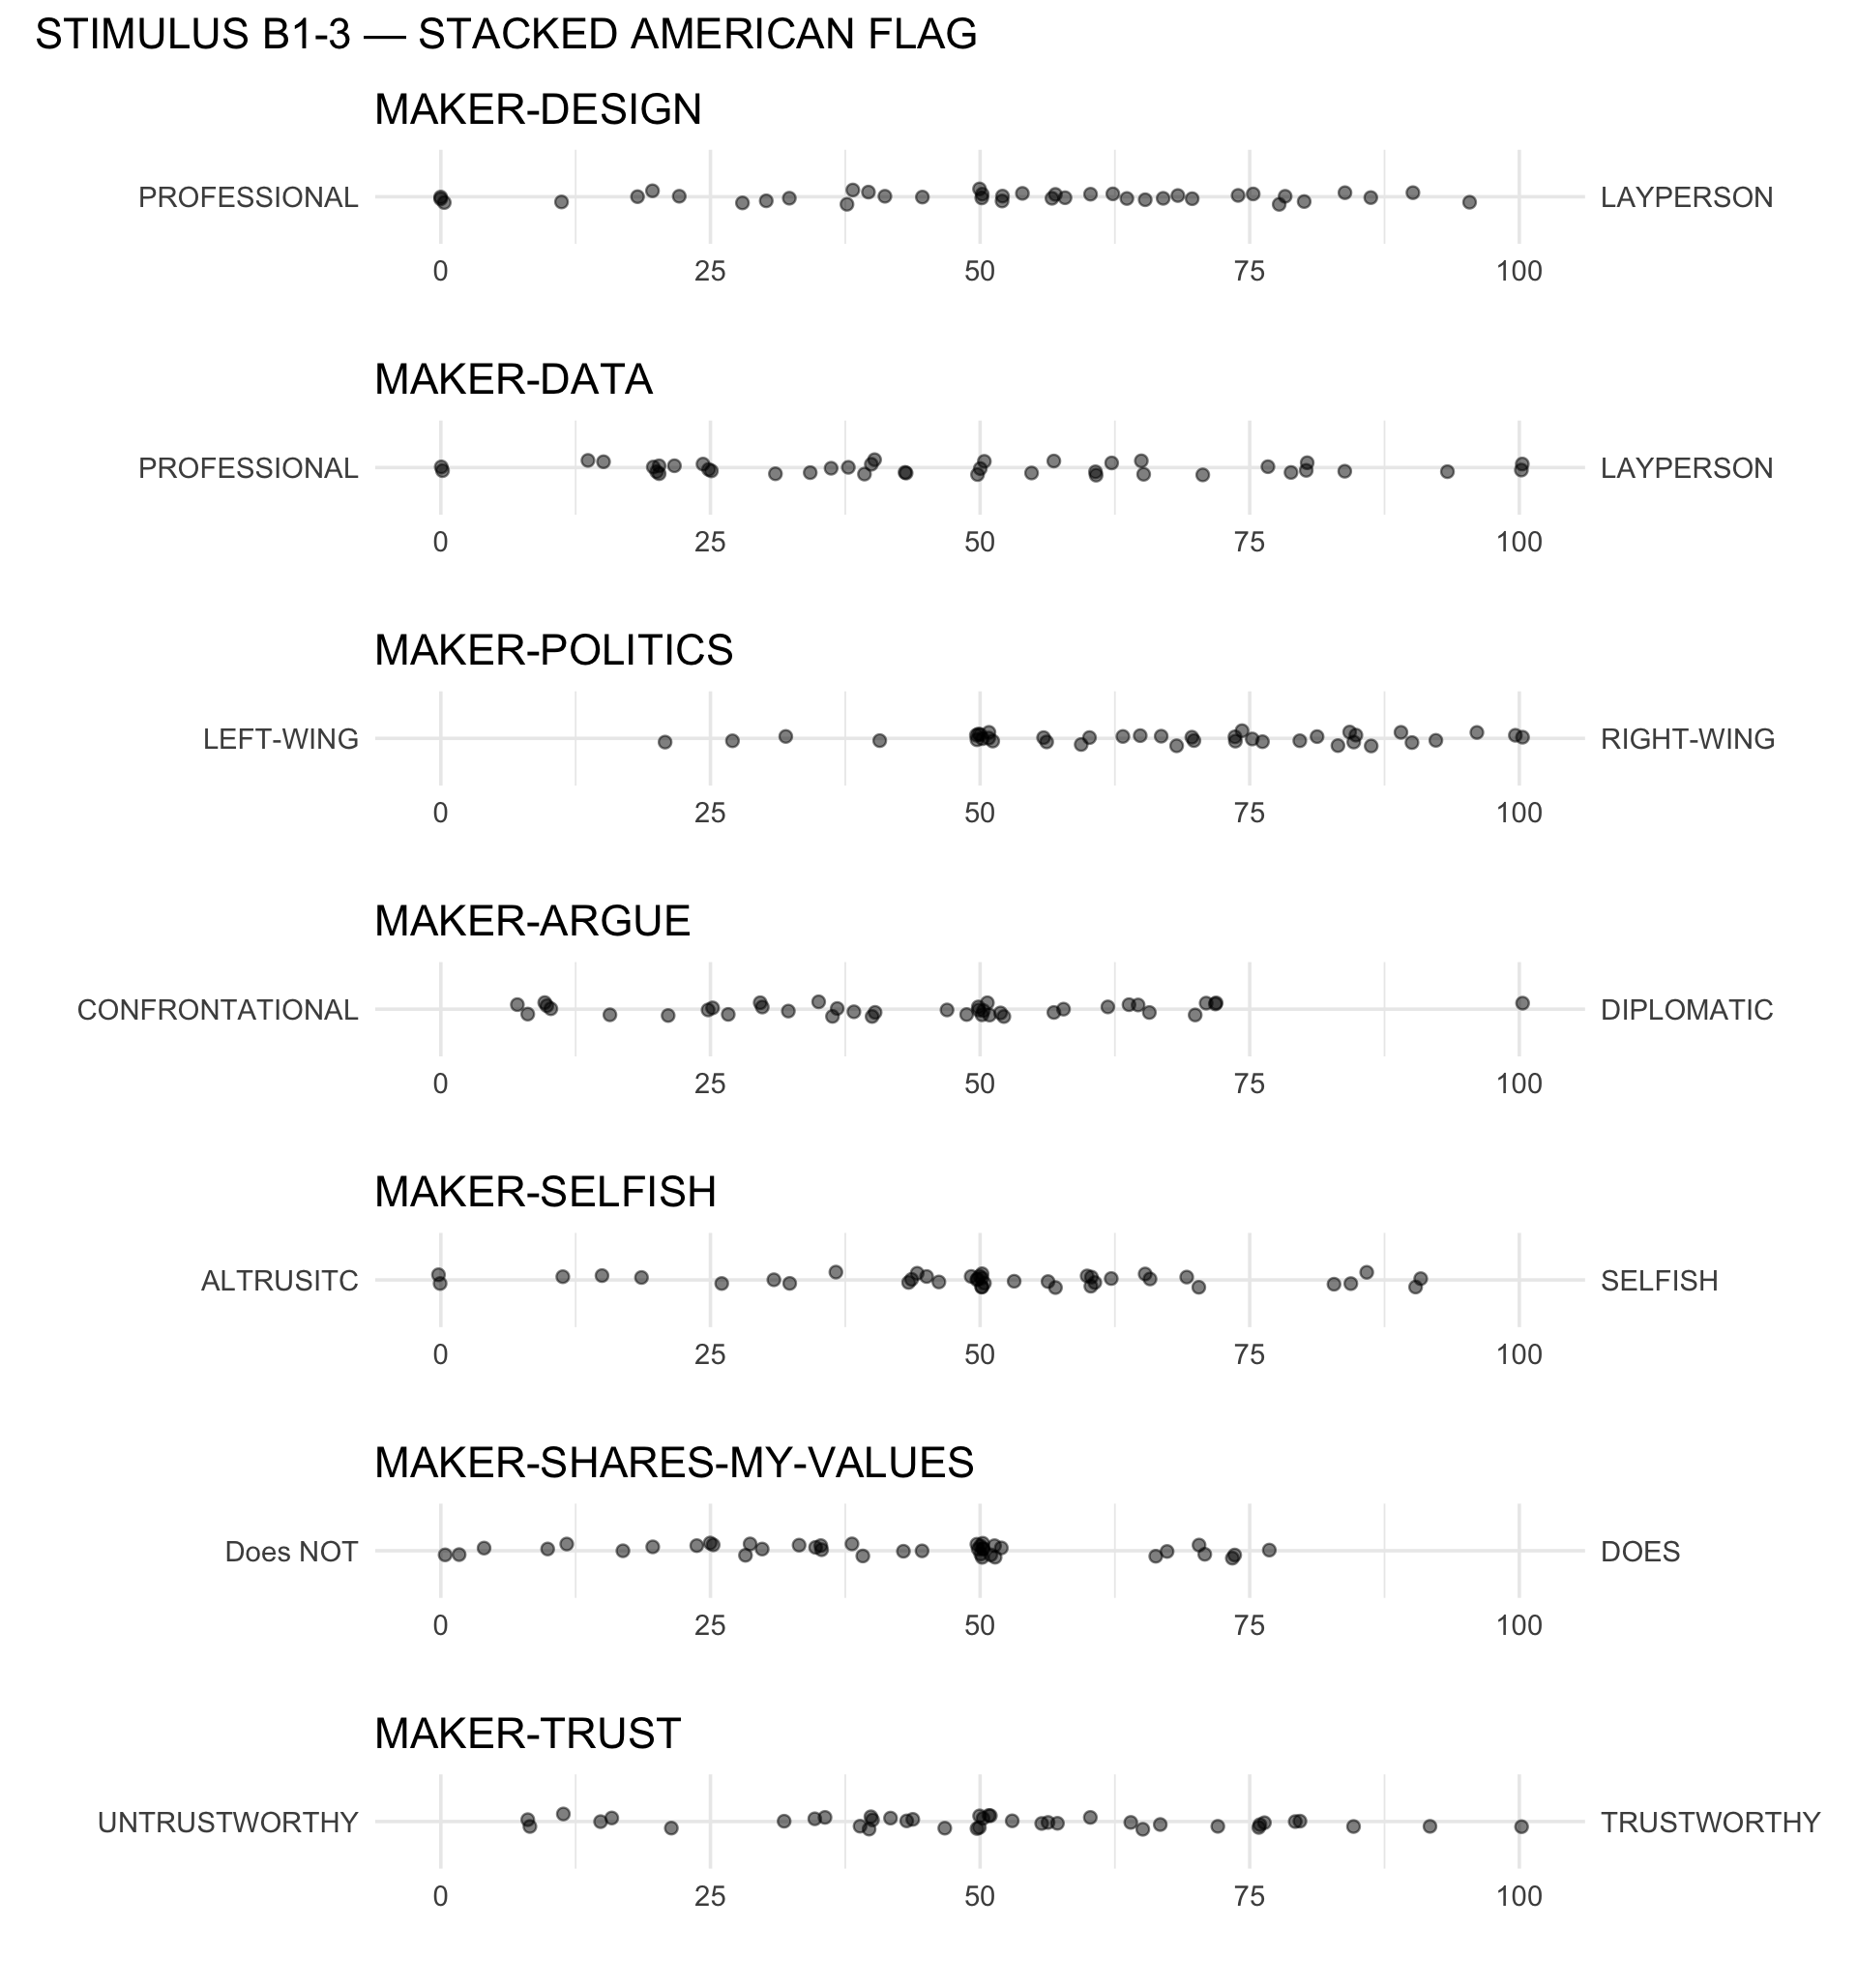 STIMULUS B1-3 — STACKED AMERICAN FLAG
MAKER-DESIGN
PROFESSIONAL LAYPERSON
0 25 50 75 100
MAKER-DATA
PROFESSIONAL LAYPERSON
0 25 50 75 100
MAKER-POLITICS
LEFT-WING RIGHT-WING
0 25 50 75 100
MAKER-ARGUE
CONFRONTATIONAL DIPLOMATIC
0 25 50 75 100
MAKER-SELFISH
ALTRUSITC SELFISH
0 25 50 75 100
MAKER-SHARES-MY-VALUES
Does NOT DOES
0 25 50 75 100
MAKER-TRUST
UNTRUSTWORTHY TRUSTWORTHY
0 25 50 75 100